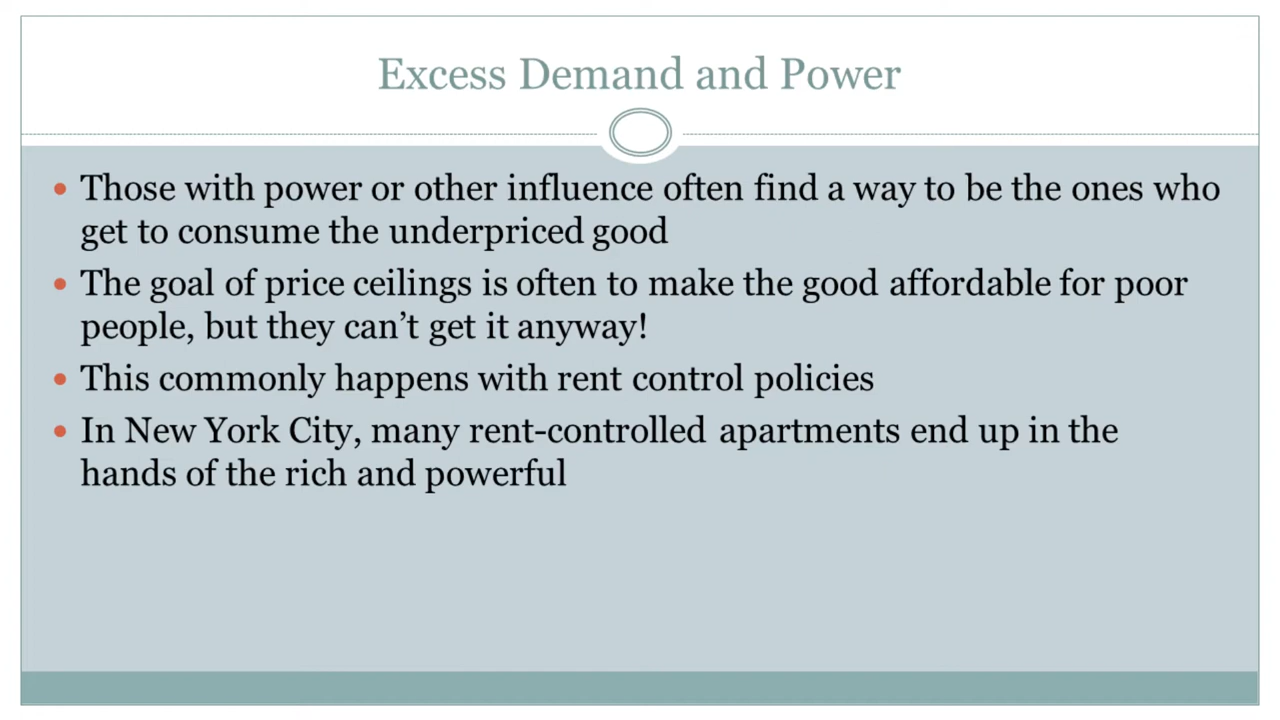 Excess Demand and Power
• Those with power or other influence often find a way to be the ones who
get to consume the underpriced good
• The goal of price ceilings is often to make the good affordable for poor
people, but they can’t get it anyway!
• This commonly happens with rent control policies
• In New York City, many rent-controlled apartments end up in the
hands of the rich and powerful